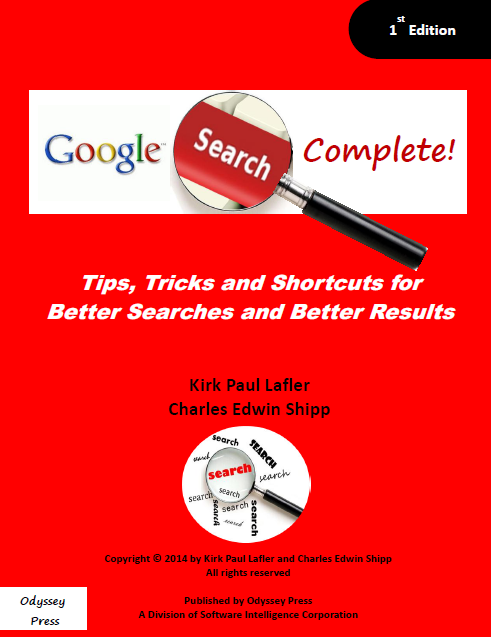 1st Edition
Google™ Search Complete!
Tips, Tricks and Shortcuts for
Better Searches and Better Results
Kirk Paul Lafler
Charles Edwin Shipp
search
SEARCH
search
search
search
search
search
search
search
search
search
Copyright © 2014 by Kirk Paul Lafler and Charles Edwin Shipp
All rights reserved
Odyssey
Press
Published by Odyssey Press
A Division of Software Intelligence Corporation